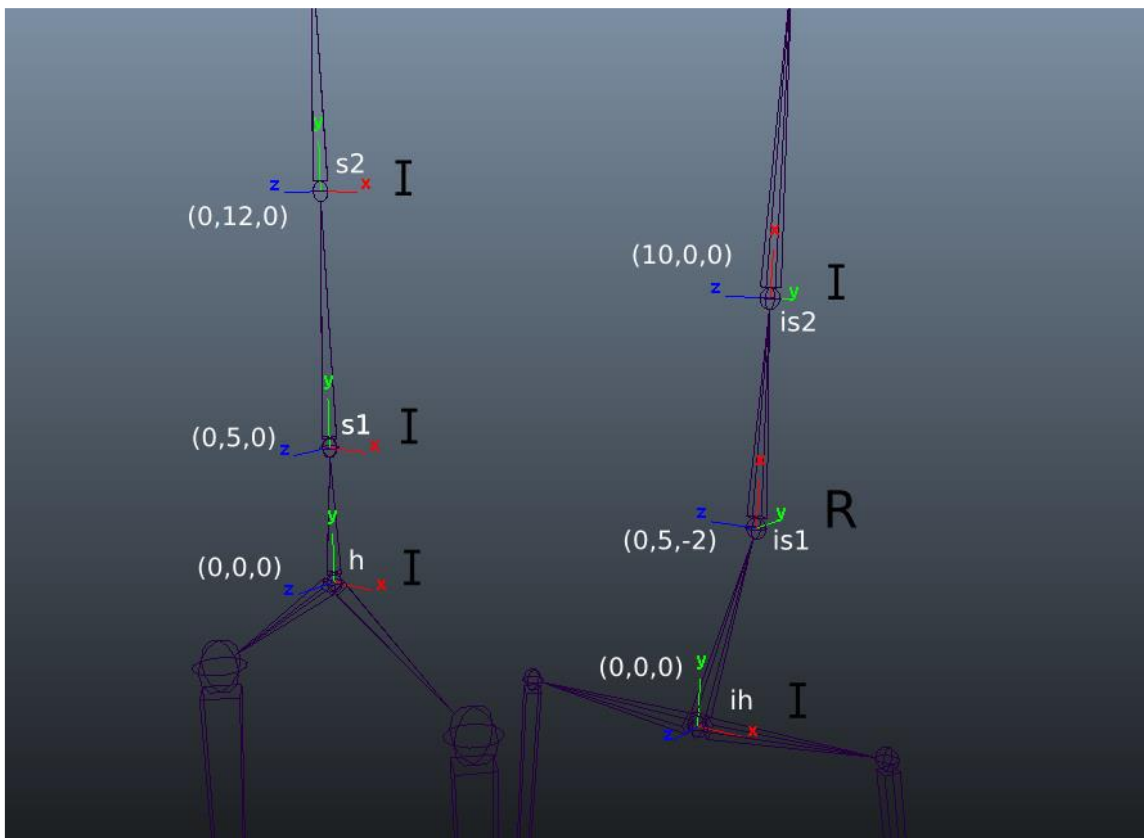 y
s2
z
x
I
(0,12,0)
y
s1
(0,5,0)
z
x
I
y
h
(0,0,0)
z
x
I
x
(10,0,0)
z
y
I
is2
x
z
y
R
(0,5,-2)
is1
(0,0,0)
y
ih
I
z
x